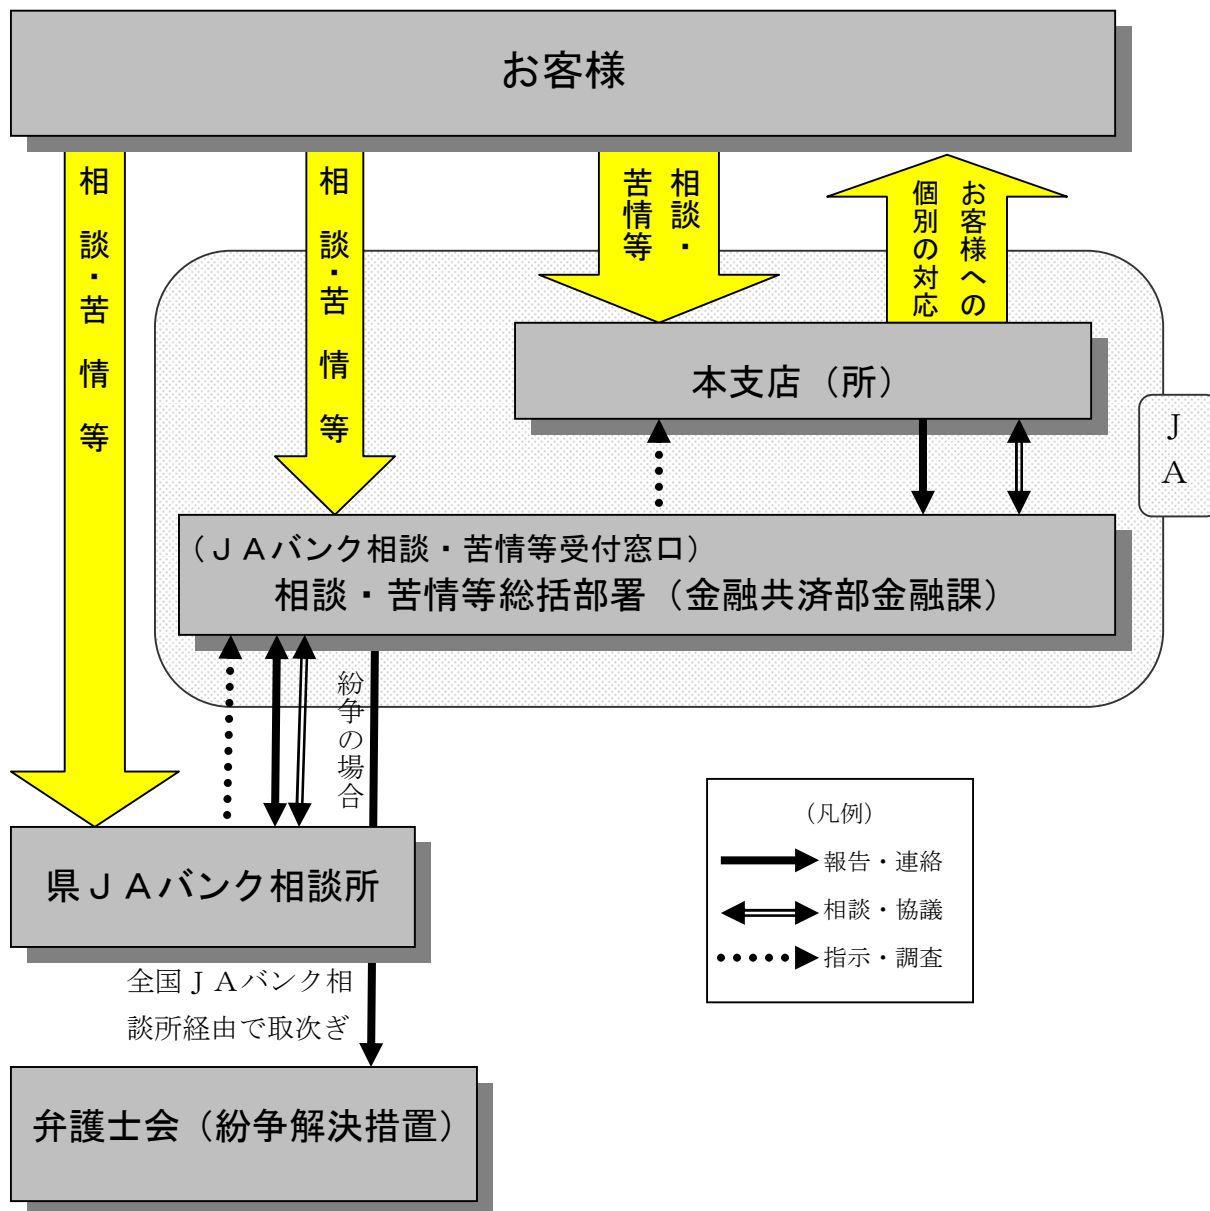 お客様
相談・苦情等
相談・苦情等
相談・
苦情等
お客様への
個別の対応
本支店（所）
ＪＡ
（ＪＡバンク相談・苦情等受付窓口）
相談・苦情等総括部署（金融共済部金融課）
紛争の場合
県ＪＡバンク相談所
全国ＪＡバンク相
談所経由で取次ぎ
弁護士会（紛争解決措置）
（凡例）
報告・連絡
相談・協議
指示・調査